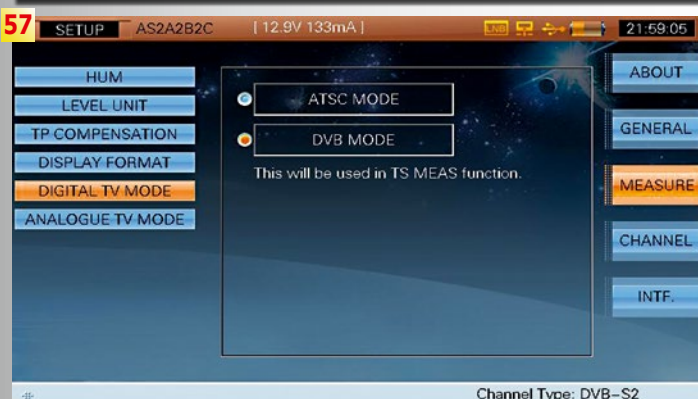 57
SETUP AS2A2B2C [ 12.9V 133mA ] LNB 21:59:05
HUM
LEVEL UNIT
TP COMPENSATION
DISPLAY FORMAT
DIGITAL TV MODE
ANALOGUE TV MODE
ATSC MODE
DVB MODE
This will be used in TS MEAS function.
ABOUT
GENERAL
MEASURE
CHANNEL
INTF.
Channel Type: DVB-S2